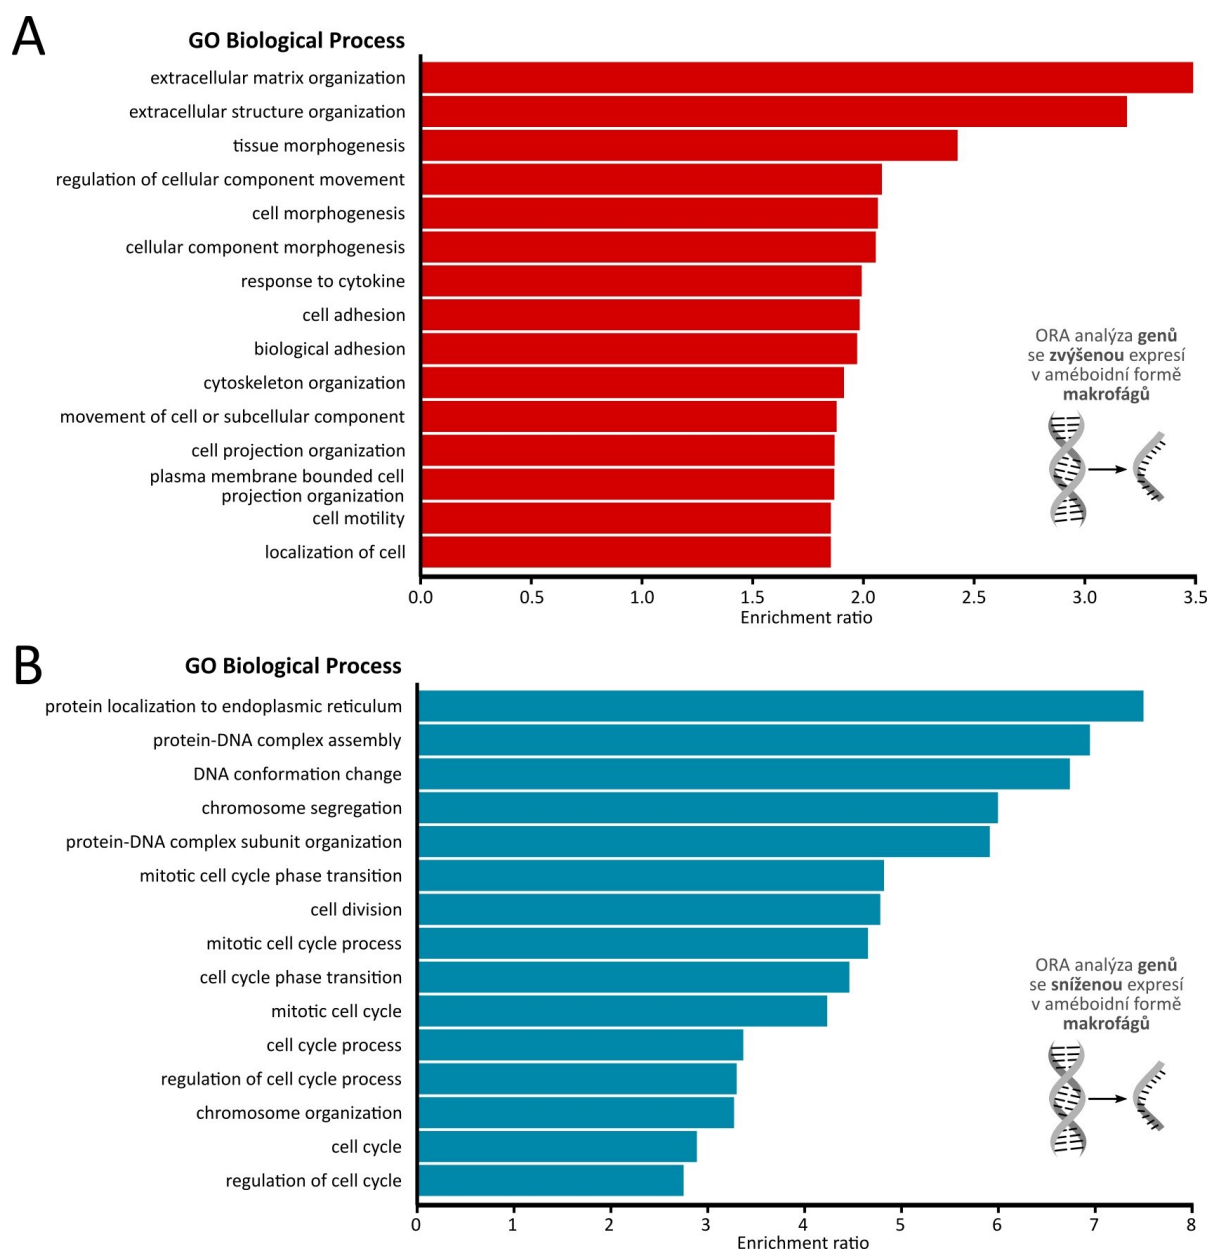 A
GO Biological Process
extracellular matrix organization
extracellular structure organization
tissue morphogenesis
regulation of cellular component movement
cell morphogenesis
cellular component morphogenesis
response to cytokine
cell adhesion
biological adhesion
cytoskeleton organization
movement of cell or subcellular component
cell projection organization
plasma membrane bounded cell
projection organization
cell motility
localization of cell
ORA analýza genů
se zvýšenou expresí
v améboidní formě
makrofágů
0.0 0.5 1.0 1.5 2.0 2.5 3.0 3.5
Enrichment ratio
B
GO Biological Process
protein localization to endoplasmic reticulum
protein-DNA complex assembly
DNA conformation change
chromosome segregation
protein-DNA complex subunit organization
mitotic cell cycle phase transition
cell division
mitotic cell cycle process
cell cycle phase transition
mitotic cell cycle
cell cycle process
regulation of cell cycle process
chromosome organization
cell cycle
regulation of cell cycle
ORA analýza genů
se sníženou expresí
v améboidní formě
makrofágů
0 1 2 3 4 5 6 7 8
Enrichment ratio